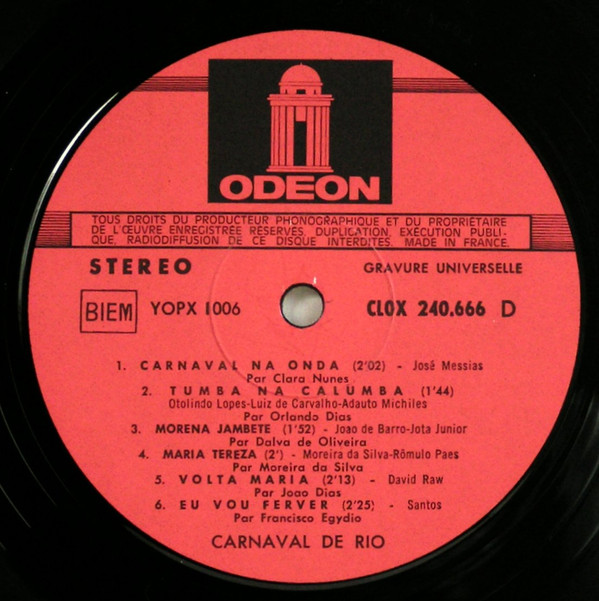 ODEON
TOUS DROITS DU PRODUCTEUR PHONOGRAPHIQUE ET DU PROPRIÉTAIRE
DE L'ŒUVRE ENREGISTRÉE RÉSERVÉS. DUPLICATION, EXÉCUTION PUBLI-
QUE, RADIODIFFUSION DE CE DISQUE INTERDITES. MADE IN FRANCE.
STEREO GRAVURE UNIVERSELLE
BIEM YOPX 1006 CLOX 240.666 D
1. CARNAVAL NA ONDA (2'02) - José Messias
Par Clara Nunes
2. TUMBA NA CALUMBA (1'44)
Otolindo Lopes-Luiz de Carvalho-Adauto Michiles
Par Orlando Dias
3. MORENA JAMBETE (1'52) - Joao de Barro-Jota Junior
Par Dalva de Oliveira
4. MARIA TEREZA (2') - Moreira da Silva-Rômulo Paes
Par Moreira da Silva
5. VOLTA MARIA (2'13) - David Raw
Par Joao Dias
6. EU VOU FERVER (2'25) - Santos
Par Francisco Egydio
CARNAVAL DE RIO